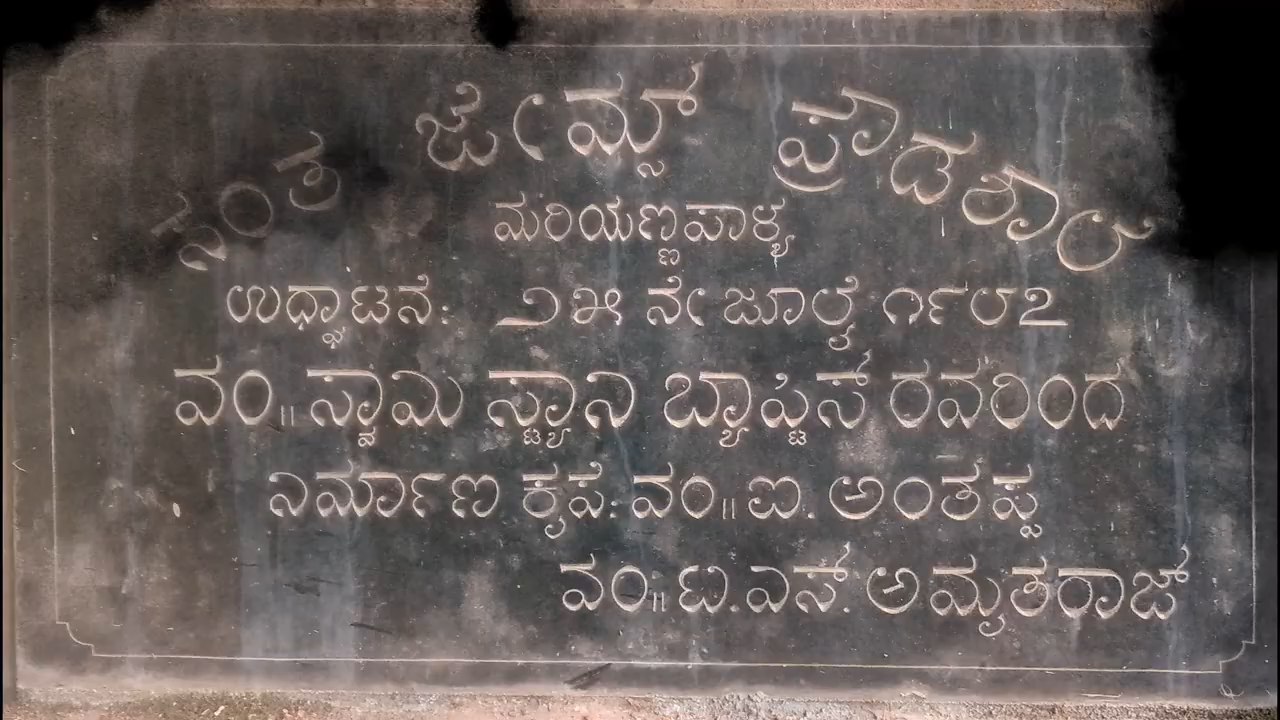 ಸಂತ ಜೇಮ್ಸ್ ಪ್ರೌಢಶಾಲೆ
ಮರಿಯಣ್ಣಪಾಳ್ಯ
ಉಧ್ಘಾಟನೆ: ೨೫ ನೇ ಜೂಲೈ ೧೯೮೭
ವಂ॥ ಸ್ವಾಮಿ ಸ್ಟ್ಯಾನಿ ಬ್ಯಾಪ್ಟಿಸ್ ರವರಿಂದ
ನಿರ್ಮಾಣ ಕೃಪೆ: ವಂ॥ ಐ. ಅಂತಪ್ಪ
ವಂ॥ ಟಿ. ಎಸ್. ಅಮೃತರಾಜ್